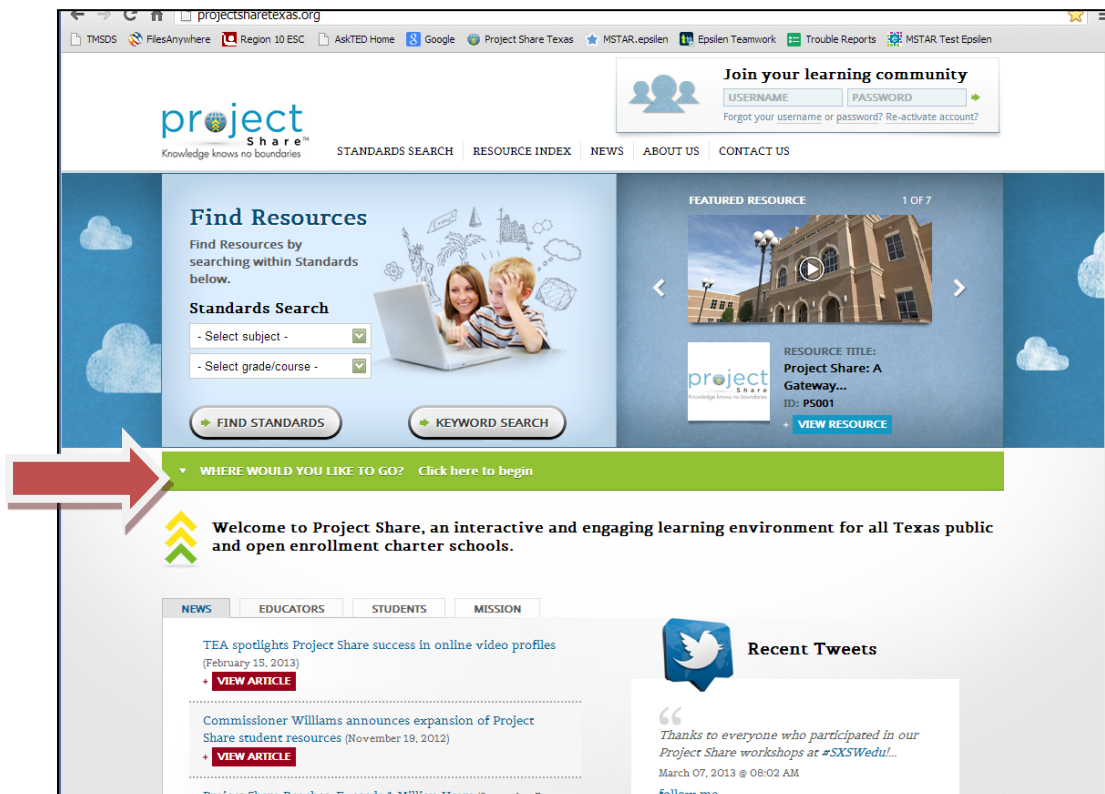 projectsharetexas.org
TMSDS FilesAnywhere Region 10 ESC AskTED Home Google Project Share Texas MSTAR.epsilen Epsilen Teamwork Trouble Reports MSTAR Test Epsilen
Join your learning community
USERNAME PASSWORD
Forgot your username or password? Re-activate account?
project
Share™
Knowledge knows no boundaries
STANDARDS SEARCH RESOURCE INDEX NEWS ABOUT US CONTACT US
Find Resources
Find Resources by
searching within Standards
below.
Standards Search
- Select subject -
- Select grade/course -
FIND STANDARDS KEYWORD SEARCH
FEATURED RESOURCE 1 OF 7
project
Share
Knowledge knows no boundaries
RESOURCE TITLE:
Project Share: A
Gateway...
ID: PS001
+ VIEW RESOURCE
WHERE WOULD YOU LIKE TO GO? Click here to begin
Welcome to Project Share, an interactive and engaging learning environment for all Texas public
and open enrollment charter schools.
NEWS EDUCATORS STUDENTS MISSION
TEA spotlights Project Share success in online video profiles
(February 15, 2013)
+ VIEW ARTICLE
Commissioner Williams announces expansion of Project
Share student resources (November 19, 2012)
+ VIEW ARTICLE
Recent Tweets
Thanks to everyone who participated in our
Project Share workshops at #SXSWedu!...
March 07, 2013 @ 08:02 AM
follow me